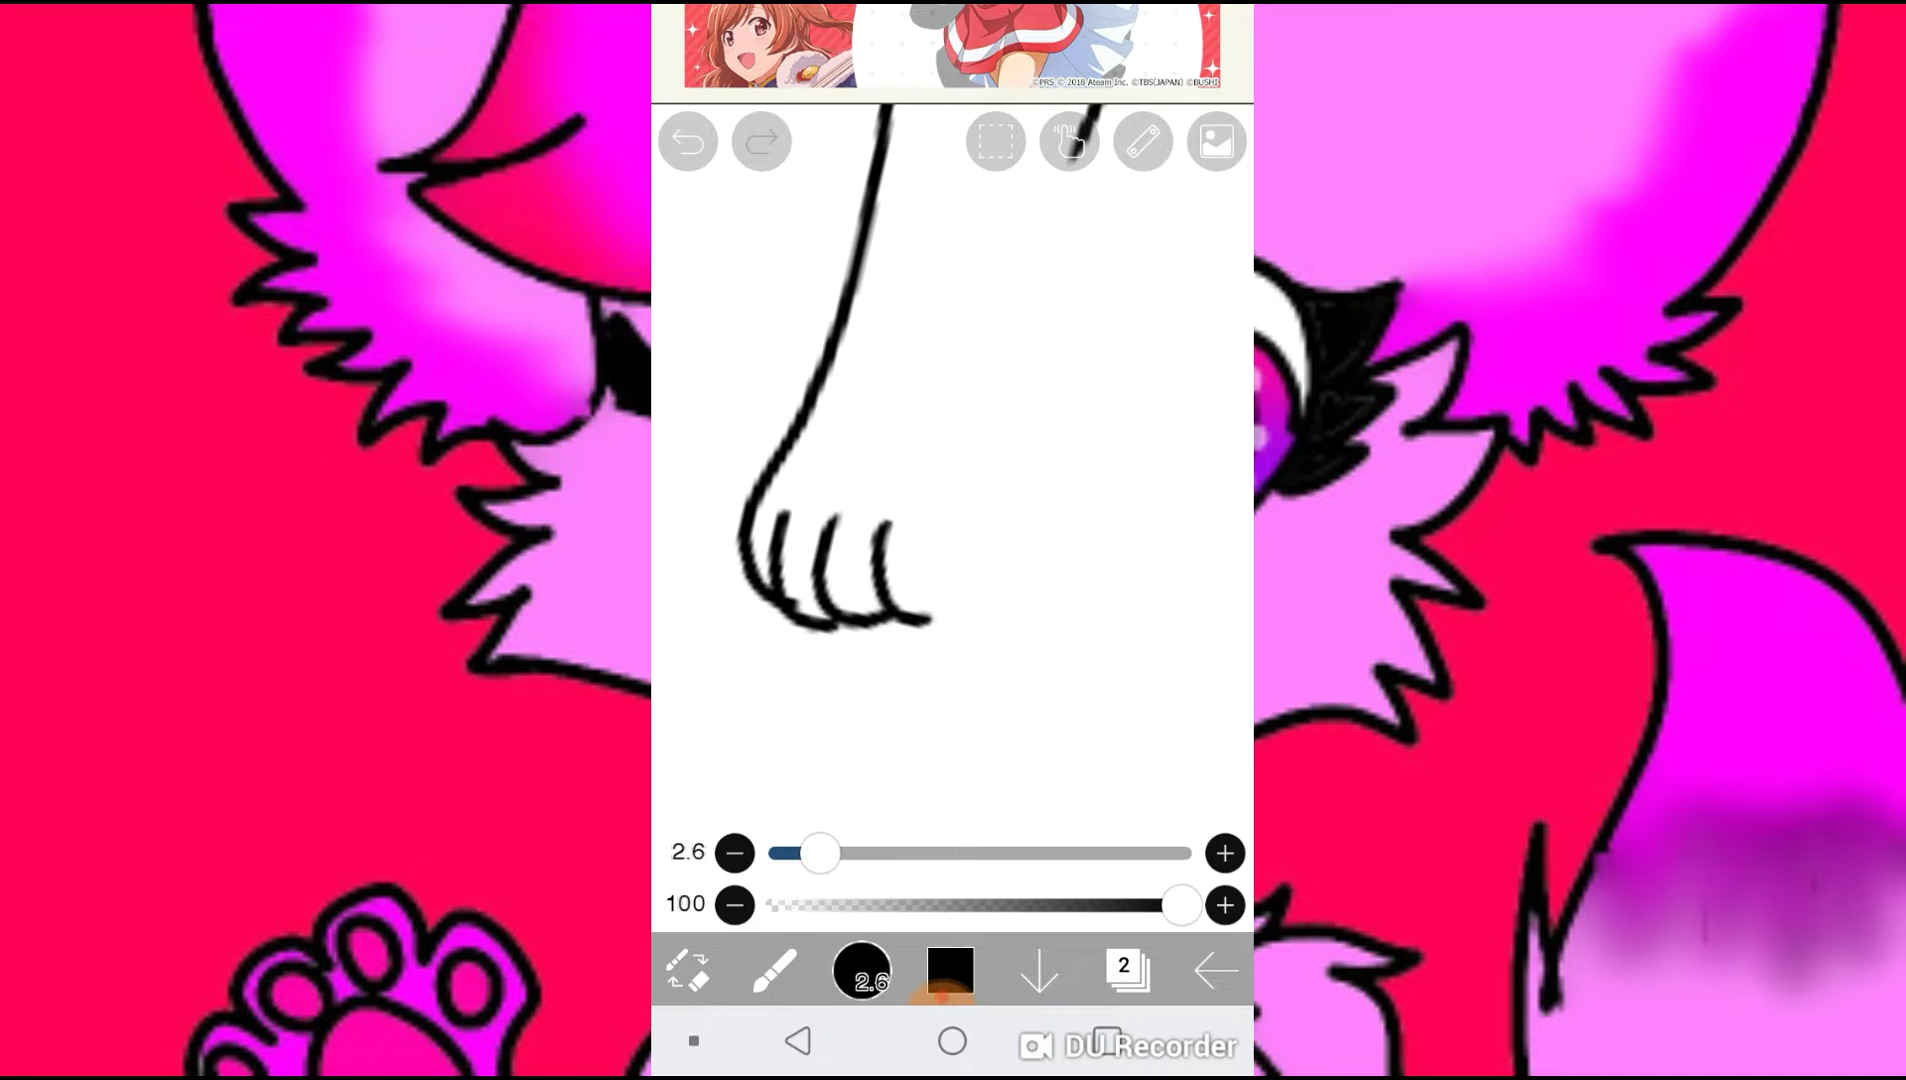 ©PRS © 2018 Ateam Inc. ©TBS(JAPAN) ©BUSHI
2.6
100
2.6
2
DU Recorder